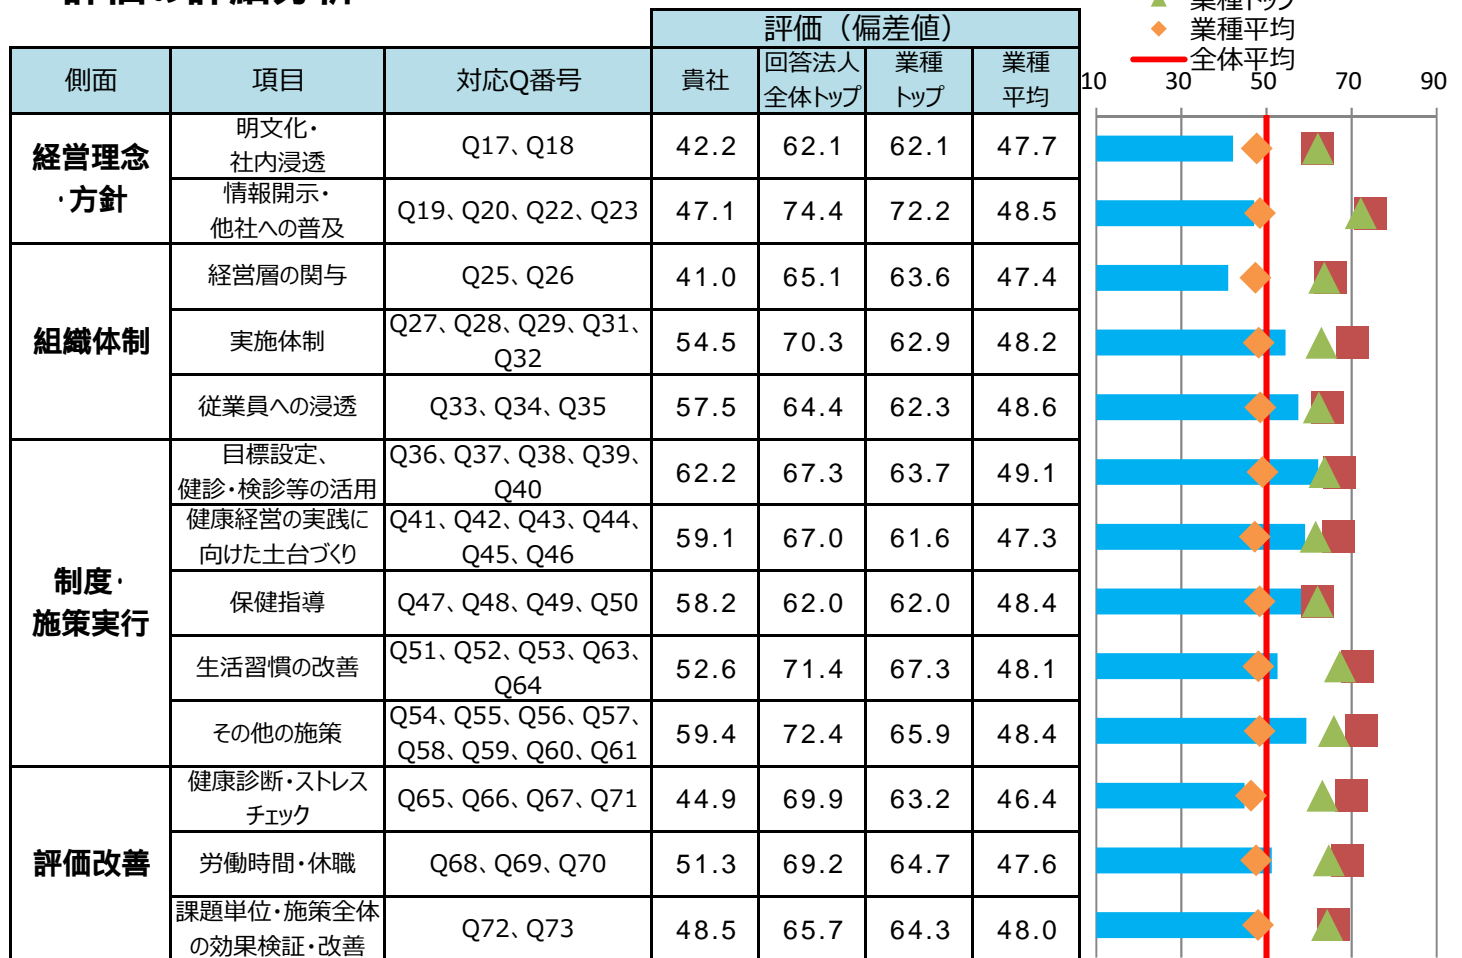 評価の詳細分析
業種トップ
業種平均
全体平均
評価（偏差値）
側面 項目 対応Q番号 貴社 回答法人全体トップ 業種トップ 業種平均
10 30 50 70 90
経営理念・方針
明文化・社内浸透 Q17、Q18 42.2 62.1 62.1 47.7
情報開示・他社への普及 Q19、Q20、Q22、Q23 47.1 74.4 72.2 48.5
組織体制
経営層の関与 Q25、Q26 41.0 65.1 63.6 47.4
実施体制 Q27、Q28、Q29、Q31、Q32 54.5 70.3 62.9 48.2
従業員への浸透 Q33、Q34、Q35 57.5 64.4 62.3 48.6
制度・施策実行
目標設定、健診・検診等の活用 Q36、Q37、Q38、Q39、Q40 62.2 67.3 63.7 49.1
健康経営の実践に向けた土台づくり Q41、Q42、Q43、Q44、Q45、Q46 59.1 67.0 61.6 47.3
保健指導 Q47、Q48、Q49、Q50 58.2 62.0 62.0 48.4
生活習慣の改善 Q51、Q52、Q53、Q63、Q64 52.6 71.4 67.3 48.1
その他の施策 Q54、Q55、Q56、Q57、Q58、Q59、Q60、Q61 59.4 72.4 65.9 48.4
評価改善
健康診断・ストレスチェック Q65、Q66、Q67、Q71 44.9 69.9 63.2 46.4
労働時間・休職 Q68、Q69、Q70 51.3 69.2 64.7 47.6
課題単位・施策全体の効果検証・改善 Q72、Q73 48.5 65.7 64.3 48.0